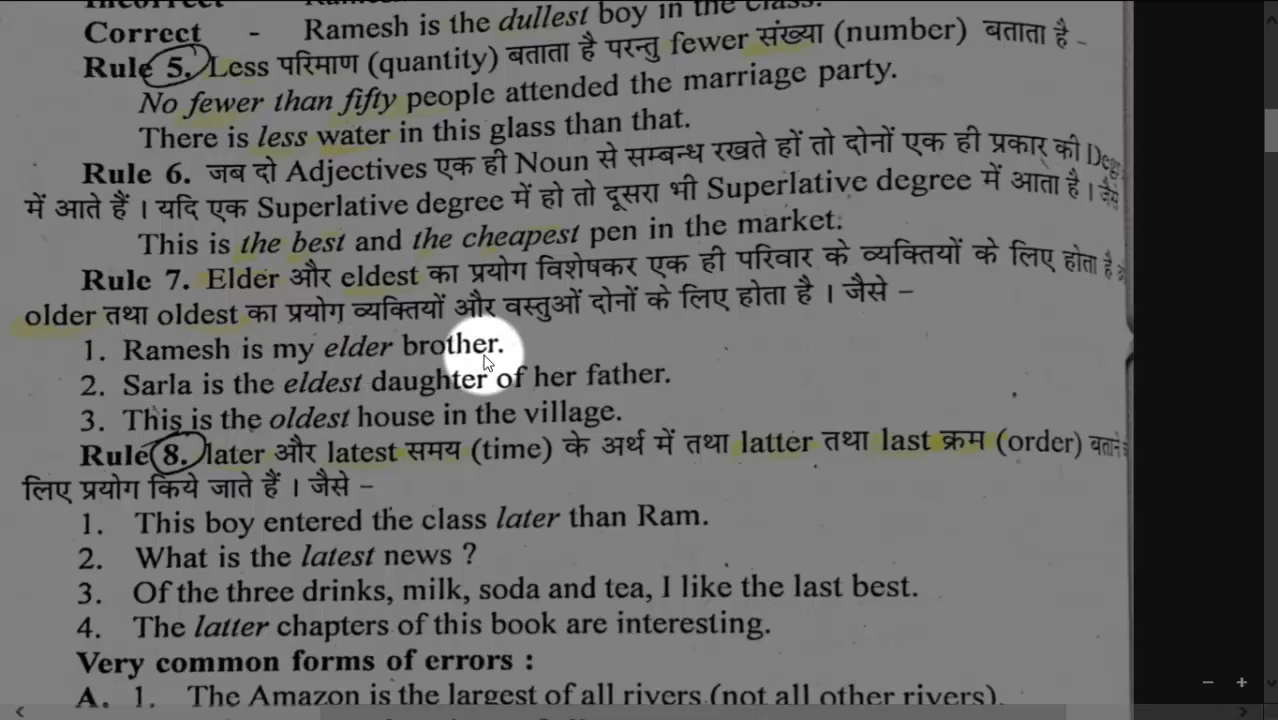 Correct - Ramesh is the dullest boy in the class.
Rule 5. Less परिमाण (quantity) बताता है परन्तु fewer संख्या (number) बताता है -
No fewer than fifty people attended the marriage party.
There is less water in this glass than that.
Rule 6. जब दो Adjectives एक ही Noun से सम्बन्ध रखते हों तो दोनों एक ही प्रकार की
में आते हैं । यदि एक Superlative degree में हो तो दूसरा भी Superlative degree में आता है । जैसे
This is the best and the cheapest pen in the market.
Rule 7. Elder और eldest का प्रयोग विशेषकर एक ही परिवार के व्यक्तियों के लिए होता है
older तथा oldest का प्रयोग व्यक्तियों और वस्तुओं दोनों के लिए होता है । जैसे –
1. Ramesh is my elder brother.
2. Sarla is the eldest daughter of her father.
3. This is the oldest house in the village.
Rule 8. later और latest समय (time) के अर्थ में तथा latter तथा last क्रम (order) बताने
लिए प्रयोग किये जाते हैं । जैसे –
1. This boy entered the class later than Ram.
2. What is the latest news ?
3. Of the three drinks, milk, soda and tea, I like the last best.
4. The latter chapters of this book are interesting.
Very common forms of errors :
A. 1. The Amazon is the largest of all rivers (not all other rivers)